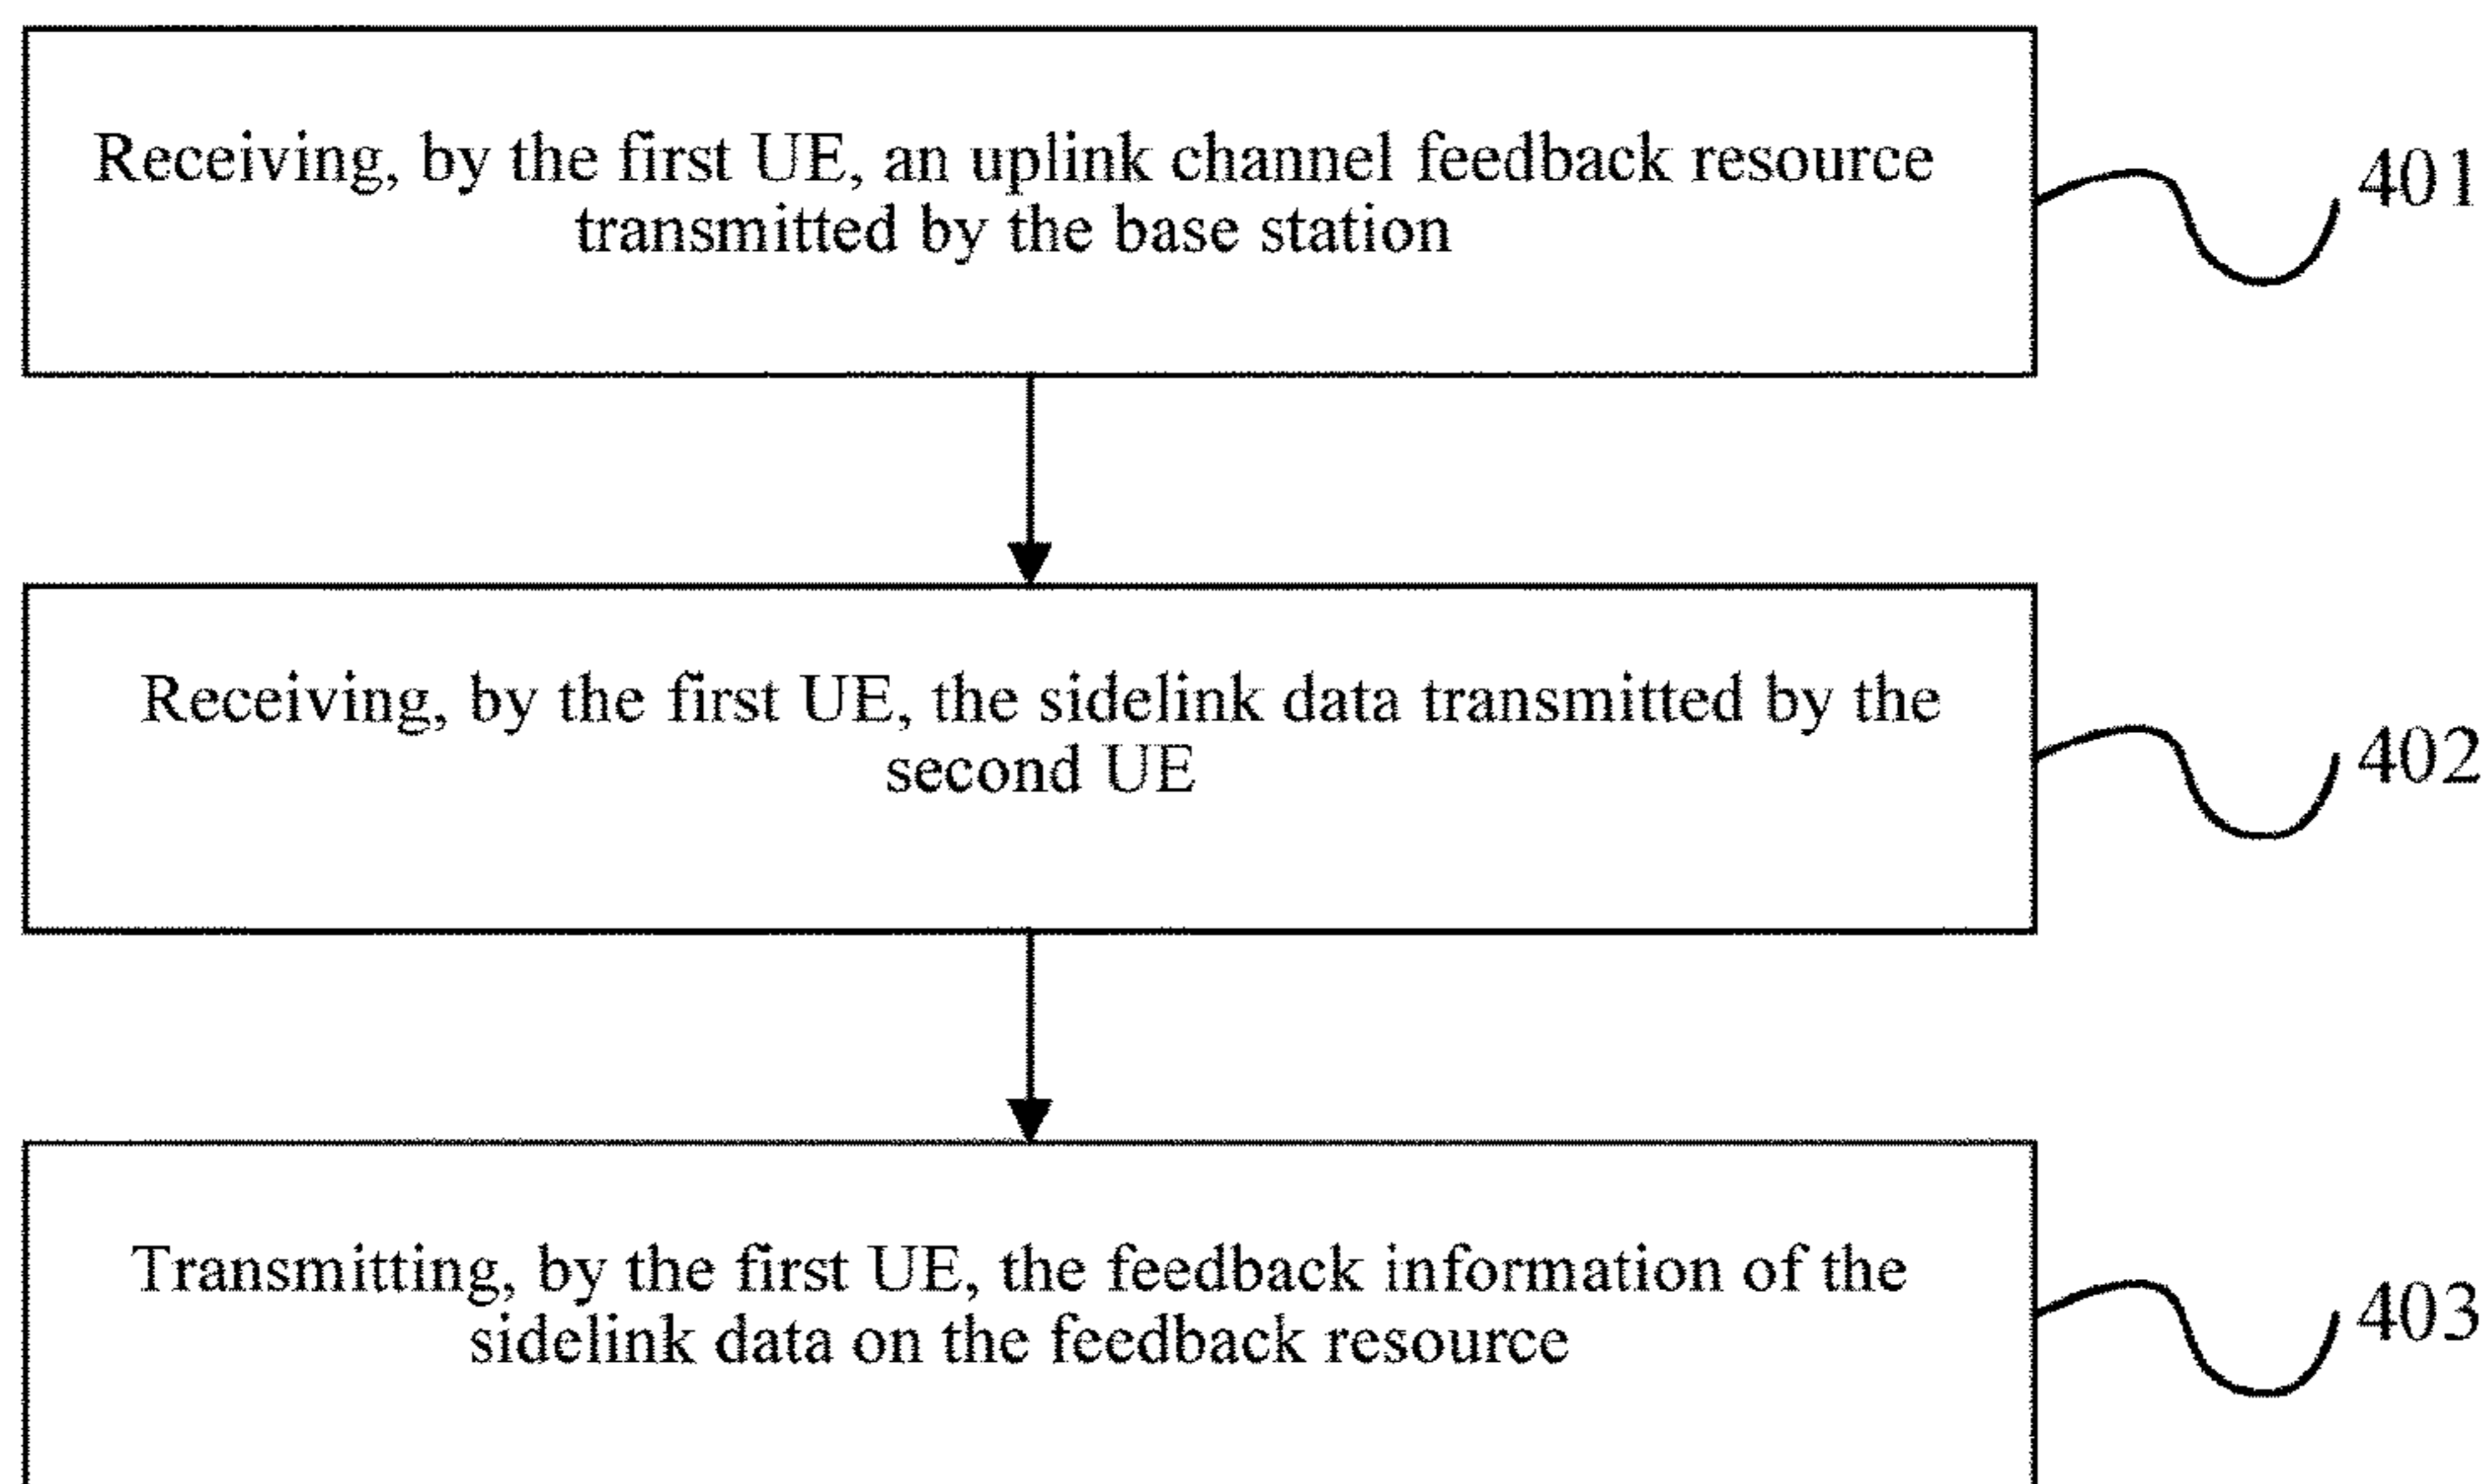 Receiving, by the first UE, an uplink channel feedback resource
transmitted by the base station
401
Receiving, by the first UE, the sidelink data transmitted by the
second UE
402
Transmitting, by the first UE, the feedback information of the
sidelink data on the feedback resource
403